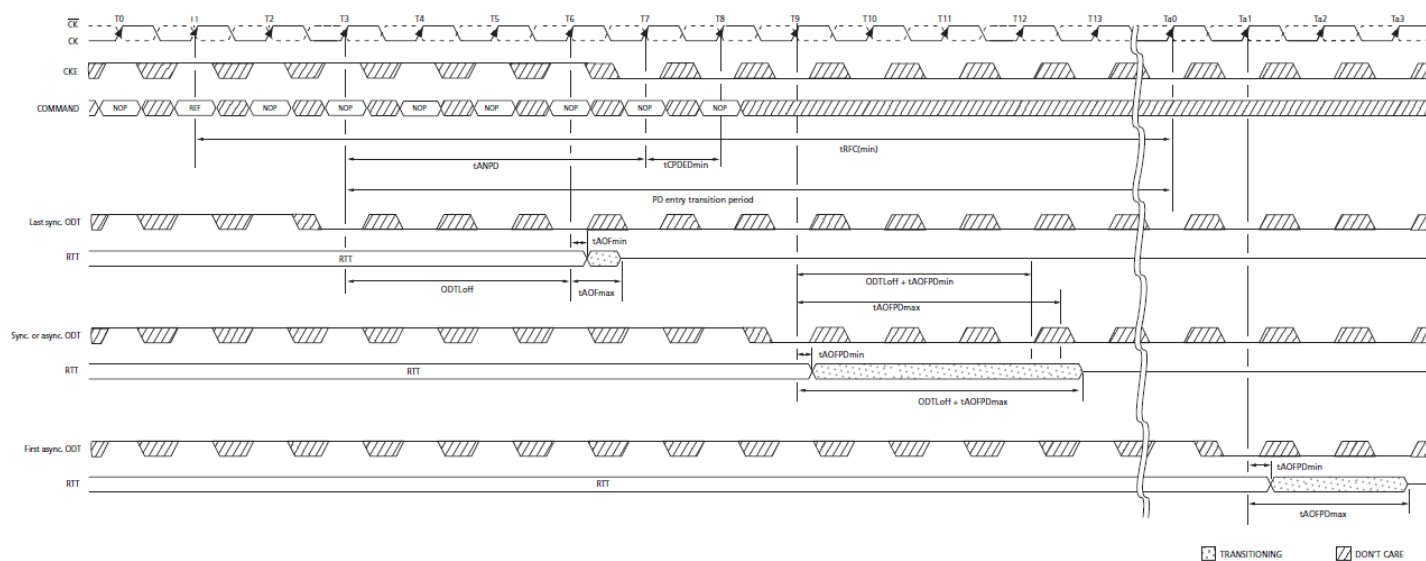 T0 T1 T2 T3 T4 T5 T6 T7 T8 T9 T10 T11 T12 T13 Ta0 Ta1 Ta2 Ta3
CK
CK
CKE
COMMAND NOP REF NOP NOP NOP NOP NOP NOP NOP
tRFC(min)
tANPD tCPDEDmin
PD entry transition period
Last sync. ODT
tAOFmin
RTT RTT
ODTLoff + tAOFPDmin
ODTLoff tAOFmax
tAOFPDmax
Sync. or async. ODT
tAOFPDmin
RTT RTT
ODTLoff + tAOFPDmax
First async. ODT
tAOFPDmin
RTT RTT
tAOFPDmax
TRANSITIONING DON'T CARE